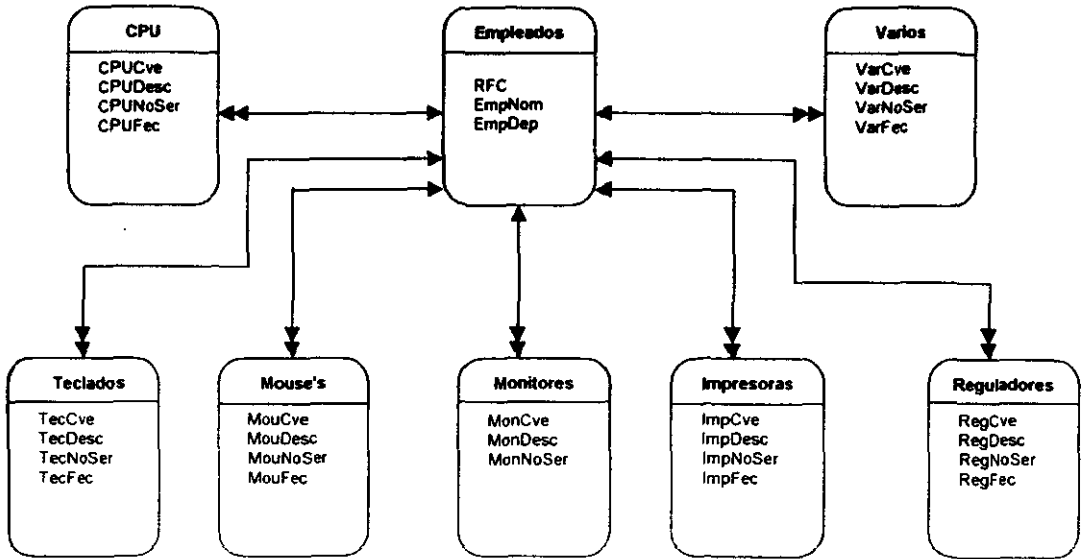 CPU
CPUCve
CPUDesc
CPUNoSer
CPUFec
Empleados
RFC
EmpNom
EmpDep
Varios
VarCve
VarDesc
VarNoSer
VarFec
Teclados
TecCve
TecDesc
TecNoSer
TecFec
Mouse's
MouCve
MouDesc
MouNoSer
MouFec
Monitores
MonCve
MonDesc
MonNoSer
Impresoras
ImpCve
ImpDesc
ImpNoSer
ImpFec
Reguladores
RegCve
RegDesc
RegNoSer
RegFec